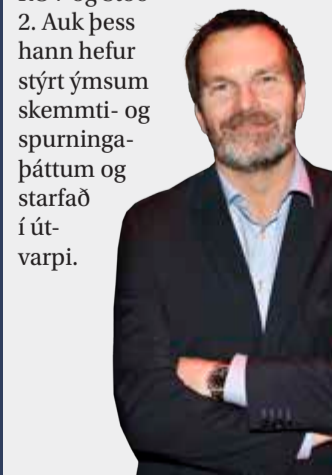 2. Auk þess
hann hefur
stýrt ýmsum
skemmti- og
spurninga-
þáttum og
starfað
í út-
varpi.